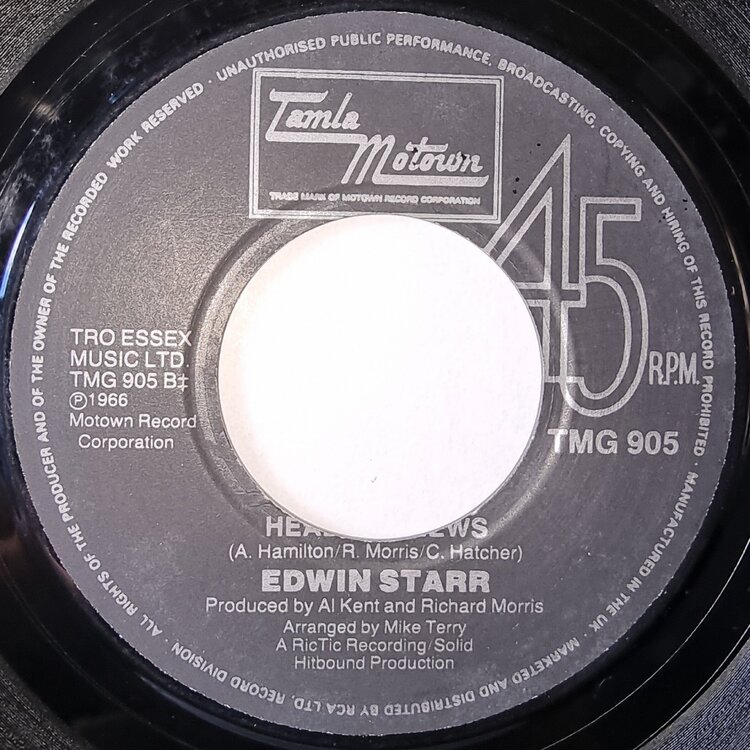 ALL RIGHTS OF THE PRODUCER AND OF THE OWNER OF THE RECORDED WORK RESERVED · UNAUTHORISED PUBLIC PERFORMANCE, BROADCASTING, COPYING AND HIRING OF THIS RECORD PROHIBITED · MANUFACTURED IN THE UK · MARKETED AND DISTRIBUTED BY RCA LTD, RECORD DIVISION ·
Tamla
Motown
TRADE MARK OF MOTOWN RECORD CORPORATION
45
R.P.M.
TRO ESSEX
MUSIC LTD.
TMG 905 B‡
℗1966
Motown Record
Corporation
TMG 905
(A. Hamilton/R. Morris/C. Hatcher)
EDWIN STARR
Produced by Al Kent and Richard Morris
Arranged by Mike Terry
A RicTic Recording/Solid
Hitbound Production